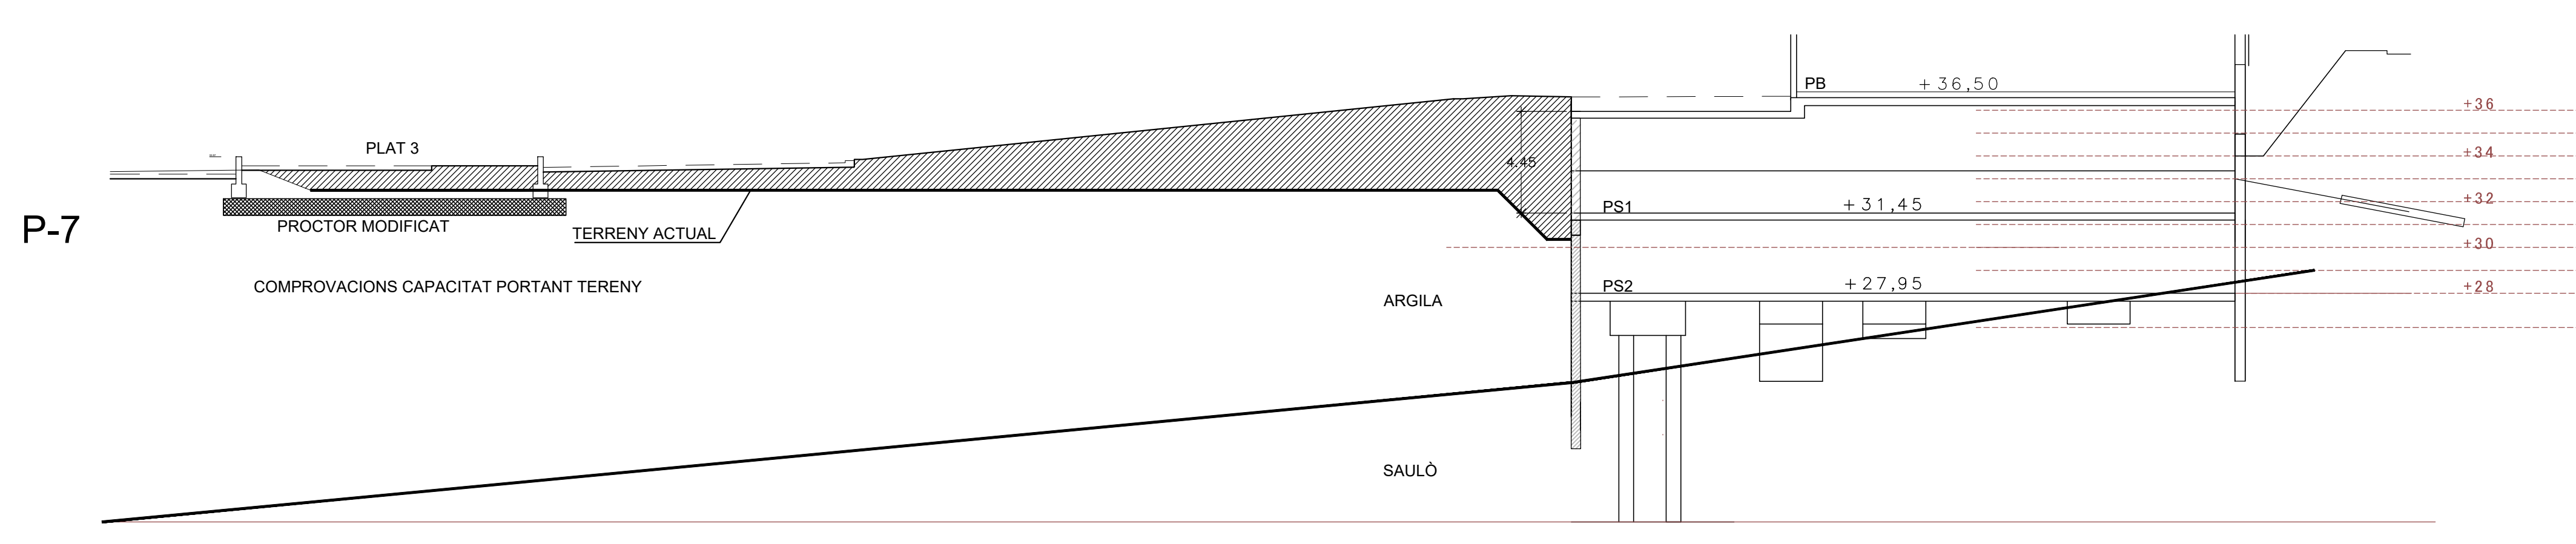 PB
+36,50
+36
PLAT 3
+34
4.45
+32
PS1
+31,45
P-7
PROCTOR MODIFICAT
TERRENY ACTUAL
+30
COMPROVACIONS CAPACITAT PORTANT TERENY
PS2
+27,95
+28
ARGILA
SAULÒ